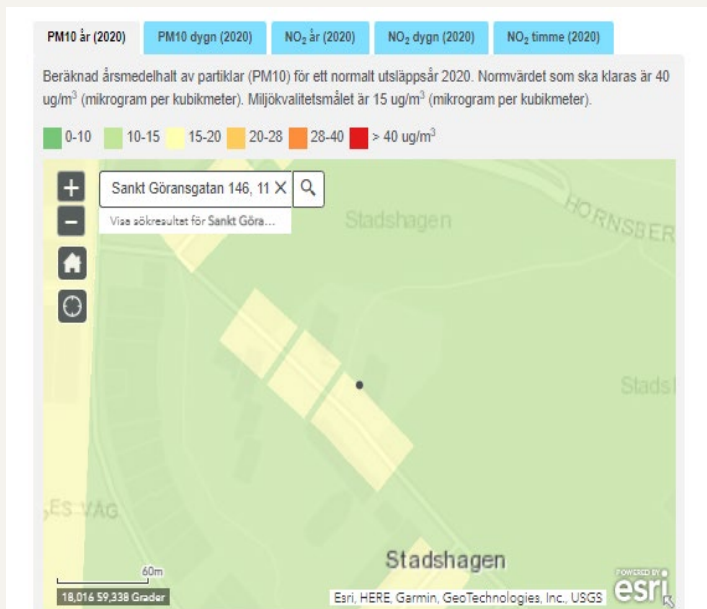 PM10 år (2020) PM10 dygn (2020) NO₂ år (2020) NO₂ dygn (2020) NO₂ timme (2020)
Beräknad årsmedelhalt av partiklar (PM10) för ett normalt utsläppsår 2020. Normvärdet som ska klaras är 40
ug/m³ (mikrogram per kubikmeter). Miljökvalitetsmålet är 15 ug/m³ (mikrogram per kubikmeter).
0-10 10-15 15-20 20-28 28-40 > 40 ug/m³
+ Sankt Göransgatan 146, 11 X
− Visa sökresultat för Sankt Göra...
Stadshagen
HORNSBER
Stads
ES VÄG
Stadshagen
60m
18,016 59,338 Grader
Esri, HERE, Garmin, GeoTechnologies, Inc., USGS
POWERED BY
esri